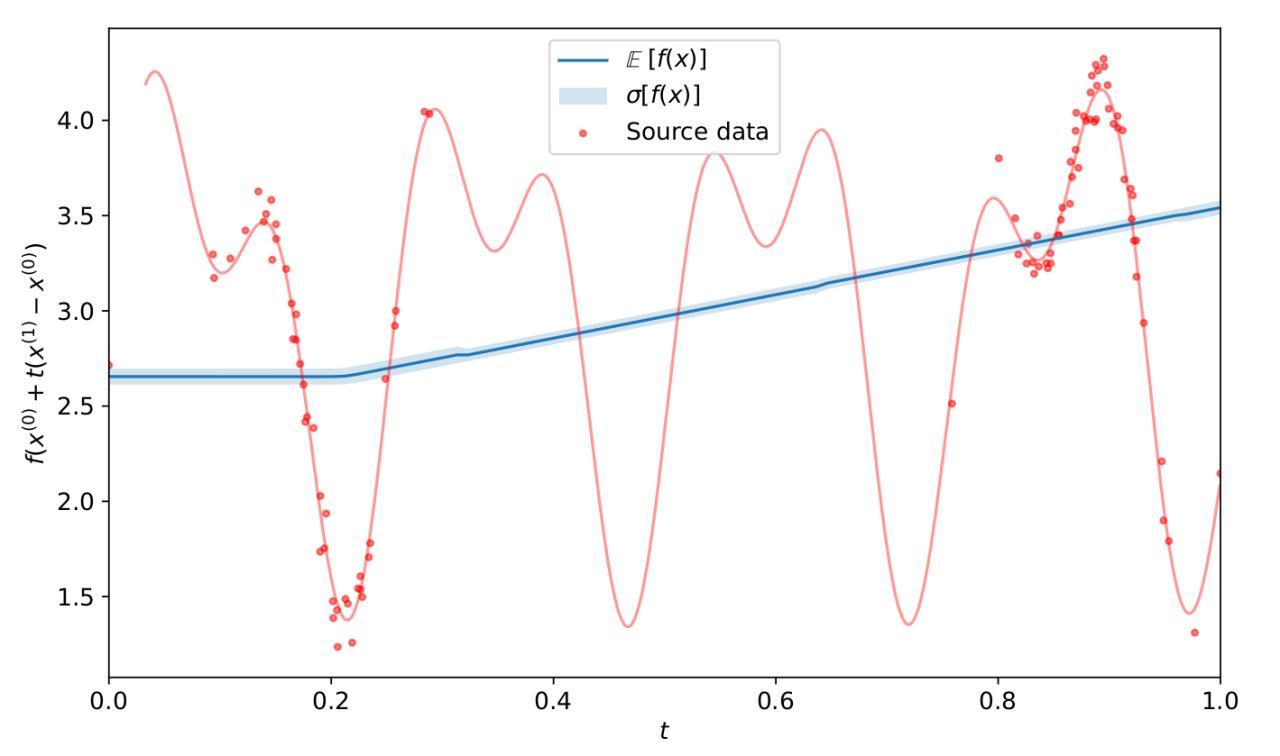 𝔼 [f(x)]
σ[f(x)]
Source data
f(x⁽⁰⁾ + t(x⁽¹⁾ − x⁽⁰⁾)
4.0
3.5
3.0
2.5
2.0
1.5
0.0 0.2 0.4 0.6 0.8 1.0
t